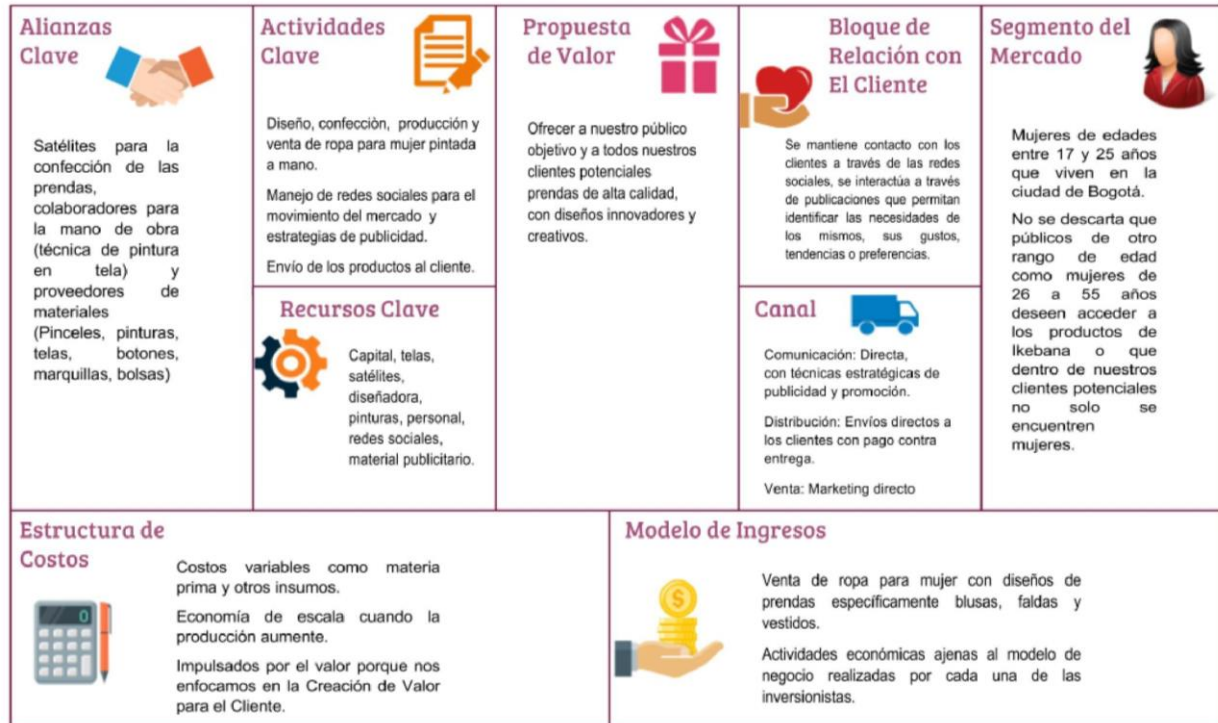 Alianzas
Clave
Satélites para la
confección de las
prendas,
colaboradores para
la mano de obra
(técnica de pintura
en tela) y
proveedores de
materiales
(Pinceles, pinturas,
telas, botones,
marquillas, bolsas)
Actividades
Clave
Diseño, confecciòn, producción y
venta de ropa para mujer pintada
a mano.
Manejo de redes sociales para el
movimiento del mercado y
estrategias de publicidad.
Envío de los productos al cliente.
Recursos Clave
Capital, telas,
satélites,
diseñadora,
pinturas, personal,
redes sociales,
material publicitario.
Propuesta
de Valor
Ofrecer a nuestro público
objetivo y a todos nuestros
clientes potenciales
prendas de alta calidad,
con diseños innovadores y
creativos.
Bloque de
Relación con
El Cliente
Se mantiene contacto con los
clientes a través de las redes
sociales, se interactúa a través
de publicaciones que permitan
identificar las necesidades de
los mismos, sus gustos,
tendencias o preferencias.
Canal
Comunicación: Directa,
con técnicas estratégicas de
publicidad y promoción.
Distribución: Envíos directos a
los clientes con pago contra
entrega.
Venta: Marketing directo
Segmento del
Mercado
Mujeres de edades
entre 17 y 25 años
que viven en la
ciudad de Bogotá.
No se descarta que
públicos de otro
rango de edad
como mujeres de
26 a 55 años
deseen acceder a
los productos de
Ikebana o que
dentro de nuestros
clientes potenciales
no solo se
encuentren
mujeres.
Estructura de
Costos
0
Costos variables como materia
prima y otros insumos.
Economía de escala cuando la
producción aumente.
Impulsados por el valor porque nos
enfocamos en la Creación de Valor
para el Cliente.
Modelo de Ingresos
$
Venta de ropa para mujer con diseños de
prendas específicamente blusas, faldas y
vestidos.
Actividades económicas ajenas al modelo de
negocio realizadas por cada una de las
inversionistas.